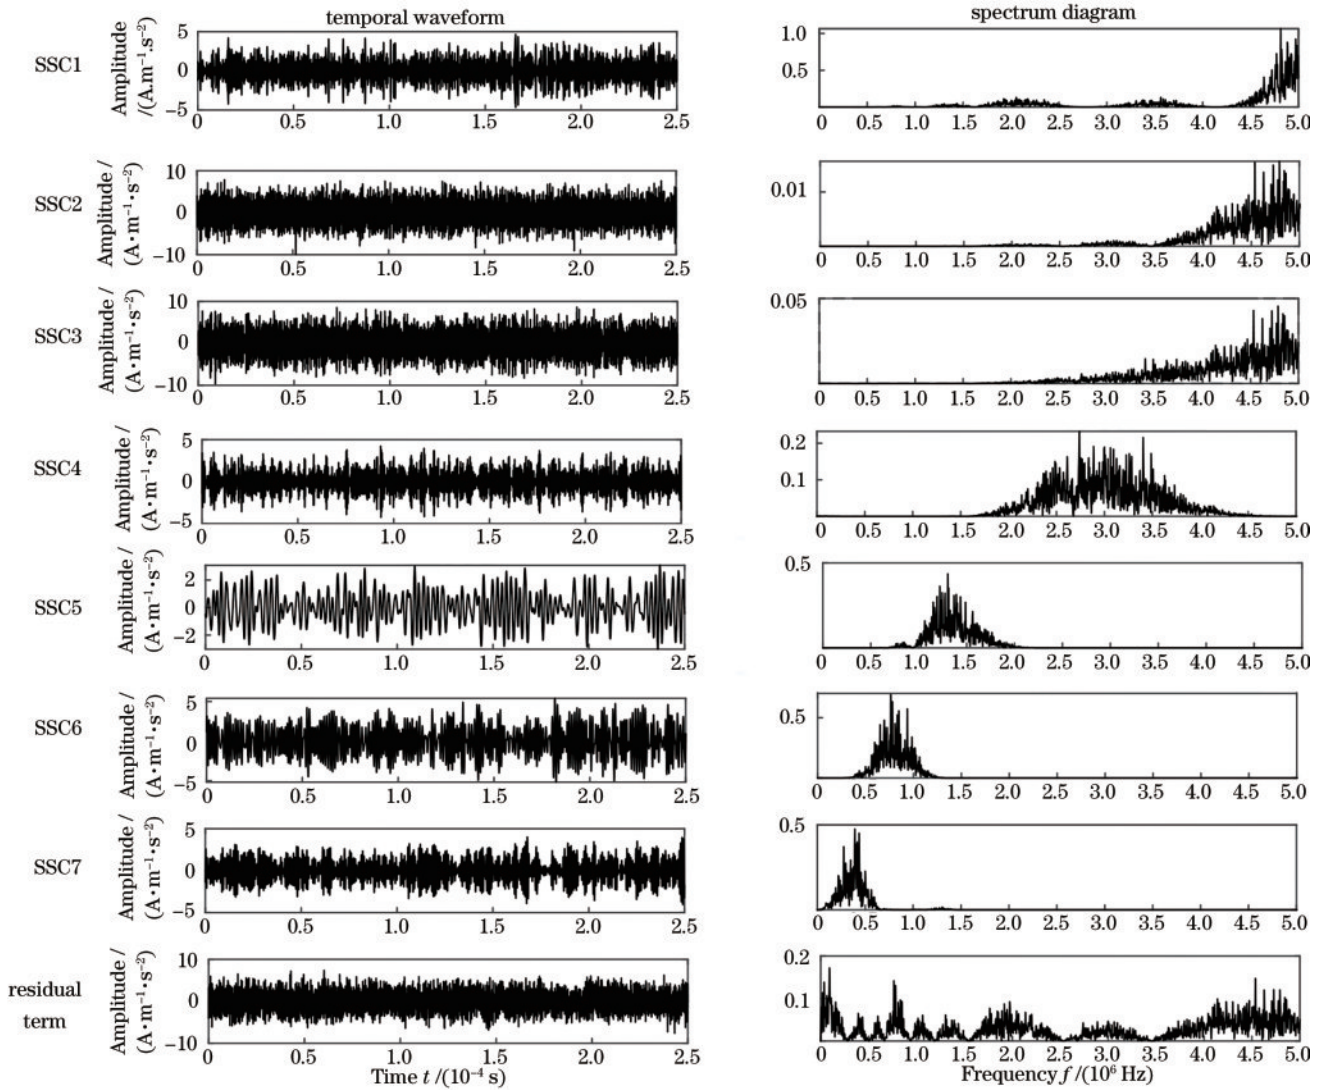 temporal waveform
spectrum diagram
SSC1
Amplitude
/(A.m⁻¹.s⁻²)
5
0
−5
0 0.5 1.0 1.5 2.0 2.5
1.0
0.5
0 0.5 1.0 1.5 2.0 2.5 3.0 3.5 4.0 4.5 5.0
SSC2
Amplitude /
(A·m⁻¹·s⁻²)
10
0
−10
0 0.5 1.0 1.5 2.0 2.5
0.01
0 0.5 1.0 1.5 2.0 2.5 3.0 3.5 4.0 4.5 5.0
SSC3
Amplitude /
(A·m⁻¹·s⁻²)
10
0
−10
0 0.5 1.0 1.5 2.0 2.5
0.05
0 0.5 1.0 1.5 2.0 2.5 3.0 3.5 4.0 4.5 5.0
SSC4
Amplitude /
(A·m⁻¹·s⁻²)
5
0
−5
0 0.5 1.0 1.5 2.0 2.5
0.2
0.1
0 0.5 1.0 1.5 2.0 2.5 3.0 3.5 4.0 4.5 5.0
SSC5
Amplitude /
(A·m⁻¹·s⁻²)
2
0
−2
0 0.5 1.0 1.5 2.0 2.5
0.5
0 0.5 1.0 1.5 2.0 2.5 3.0 3.5 4.0 4.5 5.0
SSC6
Amplitude /
(A·m⁻¹·s⁻²)
5
0
−5
0 0.5 1.0 1.5 2.0 2.5
0.5
0 0.5 1.0 1.5 2.0 2.5 3.0 3.5 4.0 4.5 5.0
SSC7
Amplitude /
(A·m⁻¹·s⁻²)
5
0
−5
0 0.5 1.0 1.5 2.0 2.5
0.5
0 0.5 1.0 1.5 2.0 2.5 3.0 3.5 4.0 4.5 5.0
residual
term
Amplitude /
(A·m⁻¹·s⁻²)
10
0
−10
0 0.5 1.0 1.5 2.0 2.5
Time t /(10⁻⁴ s)
0.2
0.1
0 0.5 1.0 1.5 2.0 2.5 3.0 3.5 4.0 4.5 5.0
Frequency f /(10⁶ Hz)